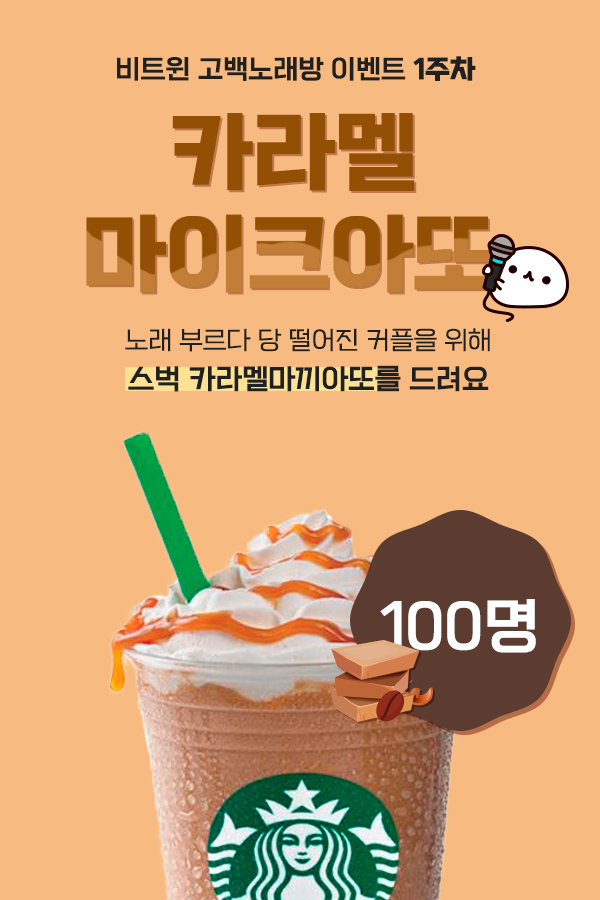 비트윈 고백노래방 이벤트 1주차
카라멜
마이크아또
노래 부르다 당 떨어진 커플을 위해
스벅 카라멜마끼아또를 드려요
100명